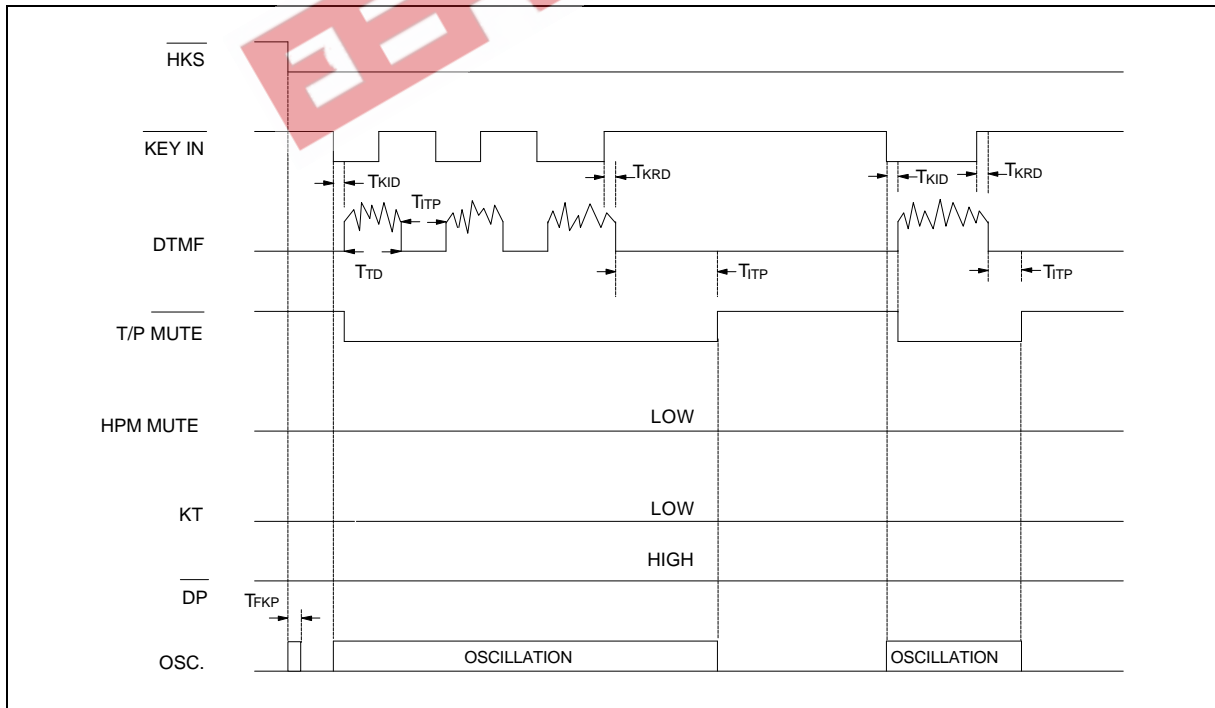 HKS
KEY IN
TKID
TITP
TKRD
TKID
TKRD
DTMF
TTD
TITP
TITP
T/P MUTE
HPM MUTE
LOW
KT
LOW
HIGH
DP
TFKP
OSC.
OSCILLATION
OSCILLATION